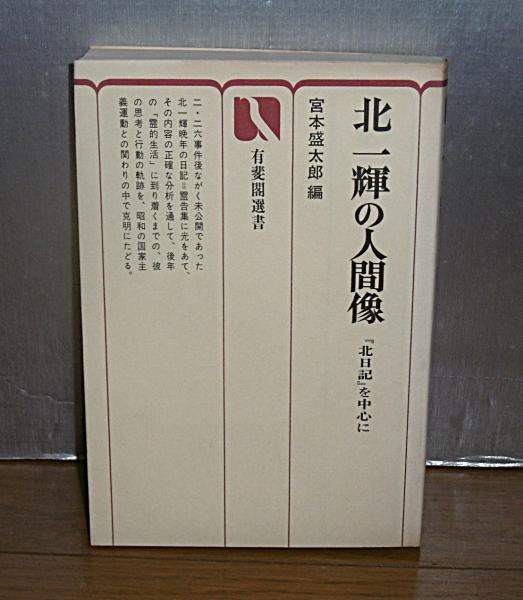 北一輝の人間像
『北日記』を中心に
宮本盛太郎 編
有斐閣選書
二・二六事件後ながく未公開であった
北一輝晩年の日記＝霊告集に光をあて、
その内容の正確な分析を通して、後年
の「霊的生活」に到り着くまでの、彼
の思考と行動の軌跡を、昭和の国家主
義運動との関わりの中で克明にたどる。